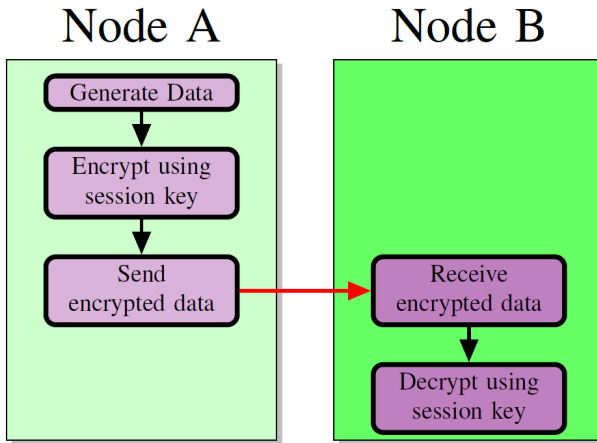 Node A
Node B
Generate Data
Encrypt using
session key
Send
encrypted data
Receive
encrypted data
Decrypt using
session key